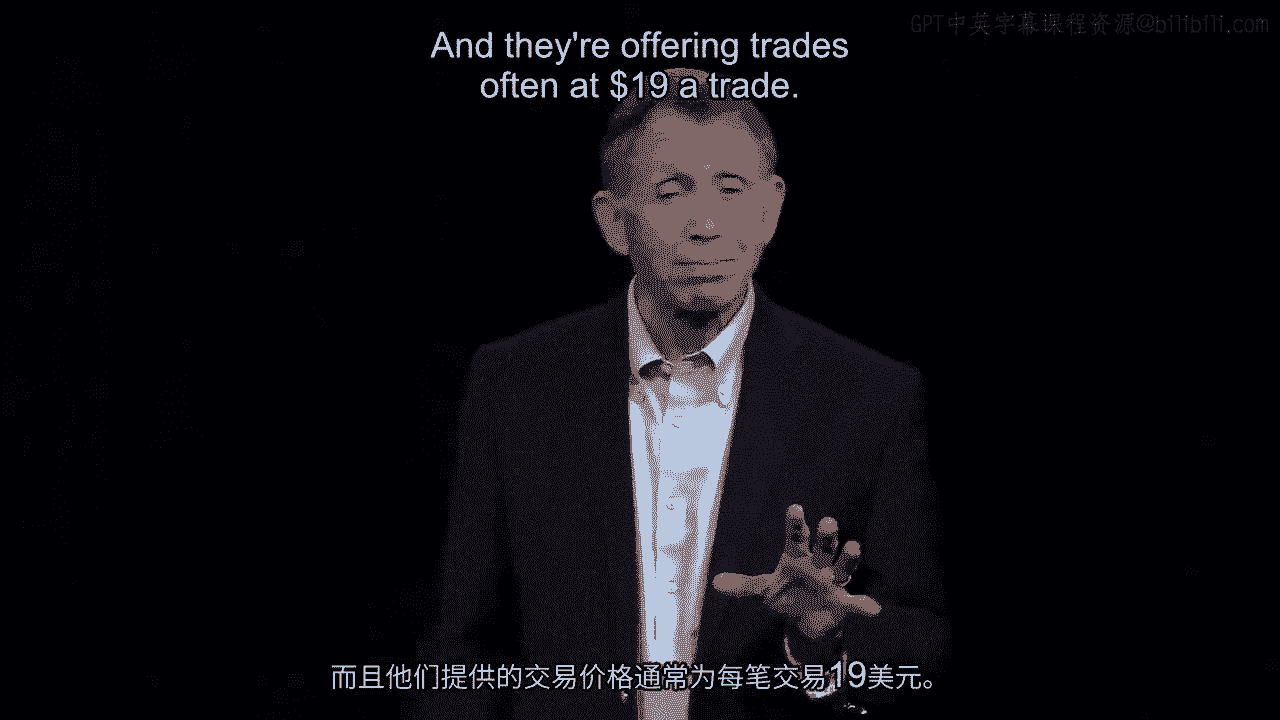 GPT中英字幕课程资源@bilibili.com
And they're offering trades
often at $19 a trade.
而且他们提供的交易价格通常为每笔交易19美元。